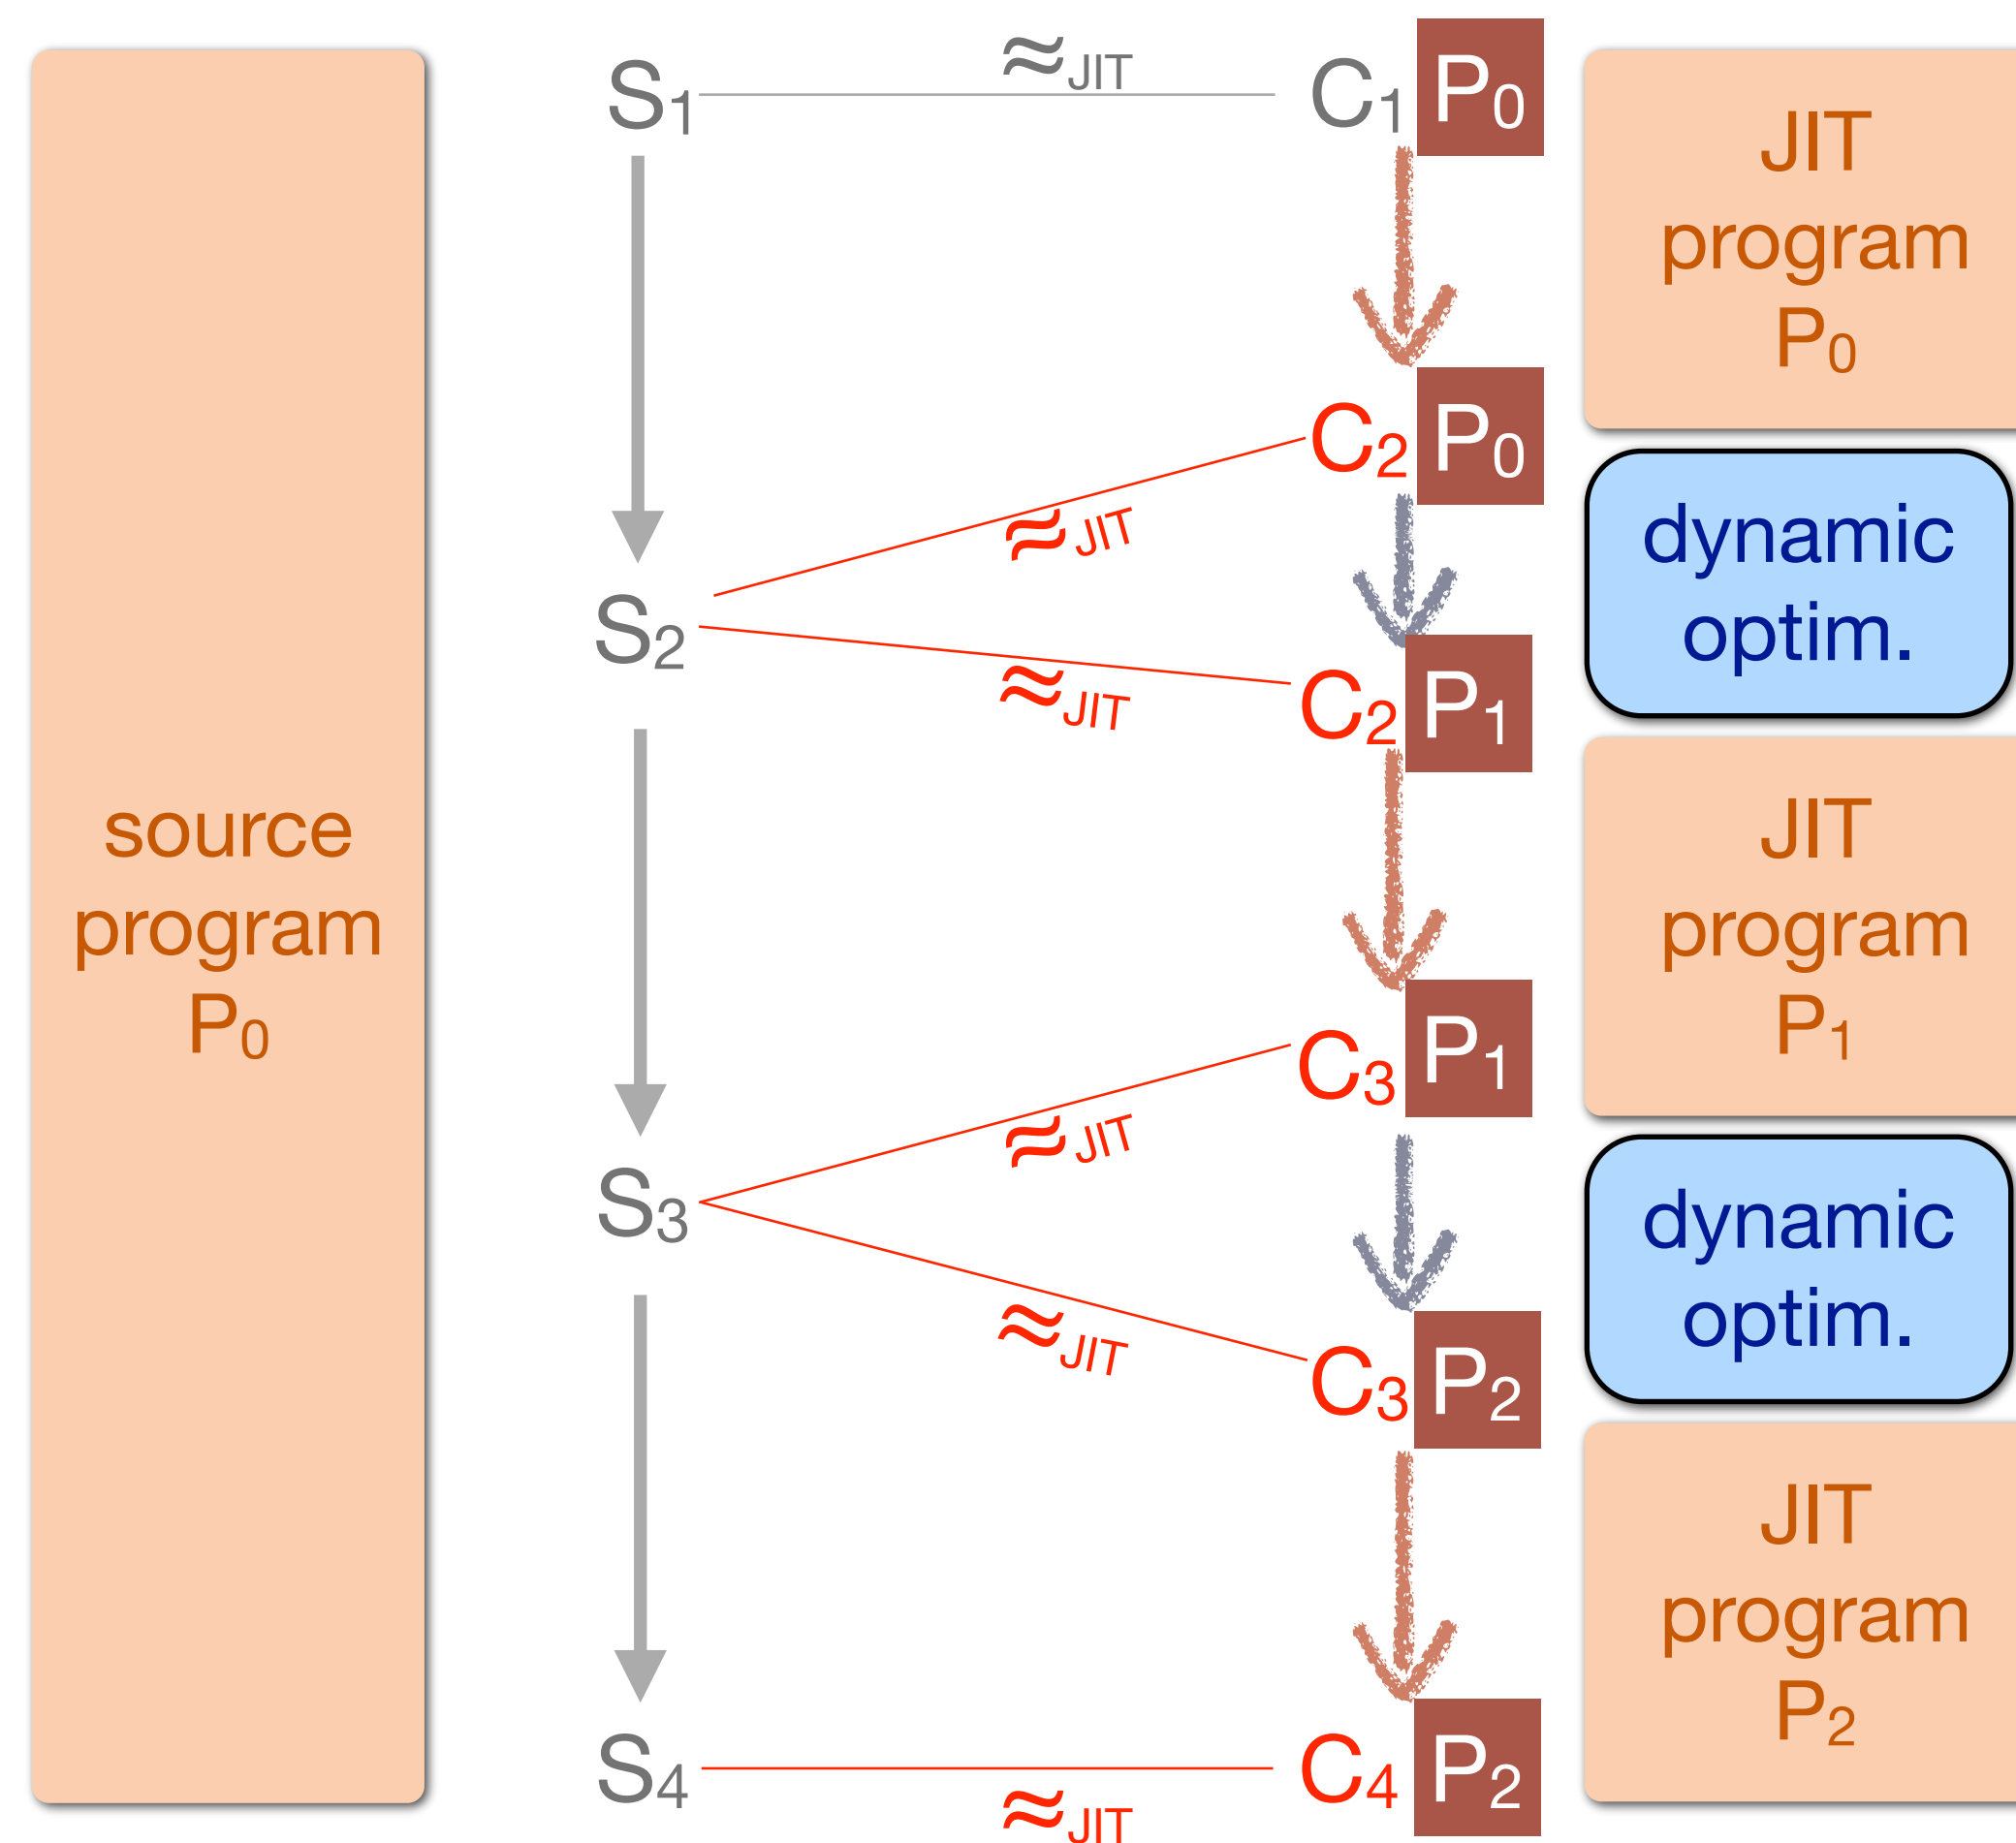 source
program
P₀
S₁ ≈JIT C₁ P₀
C₂ P₀
≈JIT
S₂
≈JIT
C₂ P₁
C₃ P₁
≈JIT
S₃
≈JIT
C₃ P₂
S₄ ≈JIT C₄ P₂
JIT
program
P₀
dynamic
optim.
JIT
program
P₁
dynamic
optim.
JIT
program
P₂